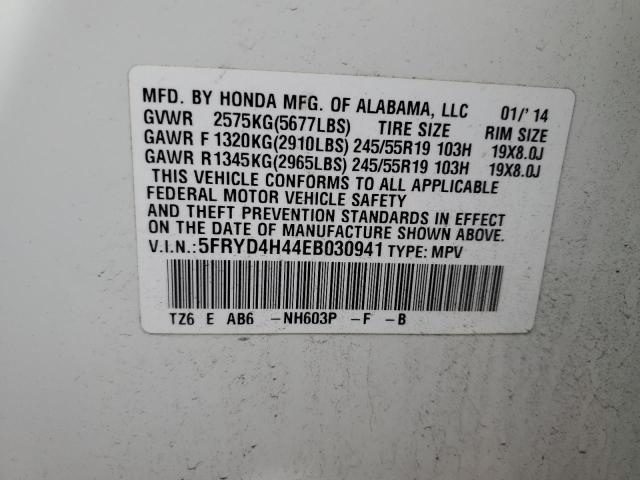 MFD. BY HONDA MFG. OF ALABAMA, LLC 01/'14
GVWR 2575KG(5677LBS) TIRE SIZE RIM SIZE
GAWR F 1320KG(2910LBS) 245/55R19 103H 19X8.0J
GAWR R 1345KG(2965LBS) 245/55R19 103H 19X8.0J
THIS VEHICLE CONFORMS TO ALL APPLICABLE
FEDERAL MOTOR VEHICLE SAFETY
AND THEFT PREVENTION STANDARDS IN EFFECT
ON THE DATE OF MANUFACTURE SHOWN ABOVE.
V.I.N.:5FRYD4H44EB030941 TYPE: MPV
TZ6 E AB6 -NH603P -F -B